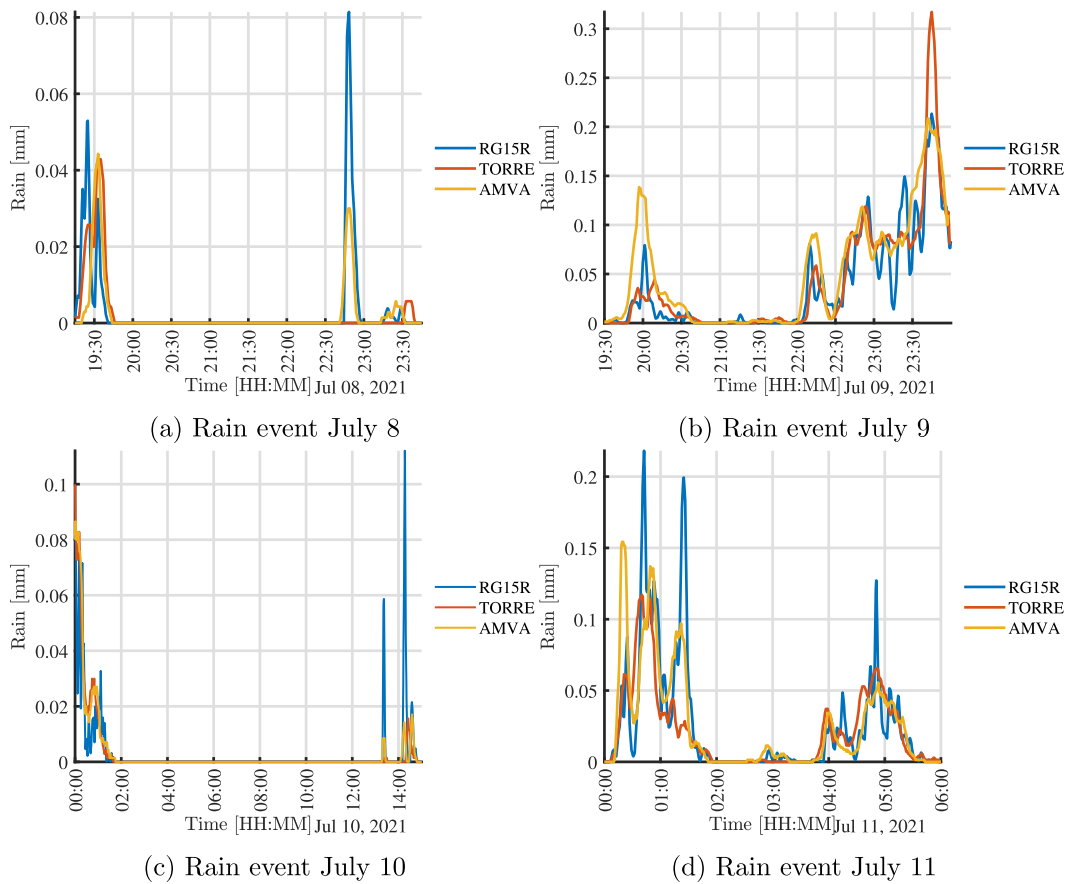 0.08
0.06
0.04
0.02
0
Rain [mm]
19:30
20:00
20:30
21:00
21:30
22:00
22:30
23:00
23:30
Time [HH:MM]
Jul 08, 2021
RG15R
TORRE
AMVA
(a) Rain event July 8
0.3
0.25
0.2
0.15
0.1
0.05
0
Rain [mm]
19:30
20:00
20:30
21:00
21:30
22:00
22:30
23:00
23:30
Time [HH:MM]
Jul 09, 2021
RG15R
TORRE
AMVA
(b) Rain event July 9
0.1
0.08
0.06
0.04
0.02
0
Rain [mm]
00:00
02:00
04:00
06:00
08:00
10:00
12:00
14:00
Time [HH:MM]
Jul 10, 2021
RG15R
TORRE
AMVA
(c) Rain event July 10
0.2
0.15
0.1
0.05
0
Rain [mm]
00:00
01:00
02:00
03:00
04:00
05:00
06:00
Time [HH:MM]
Jul 11, 2021
RG15R
TORRE
AMVA
(d) Rain event July 11